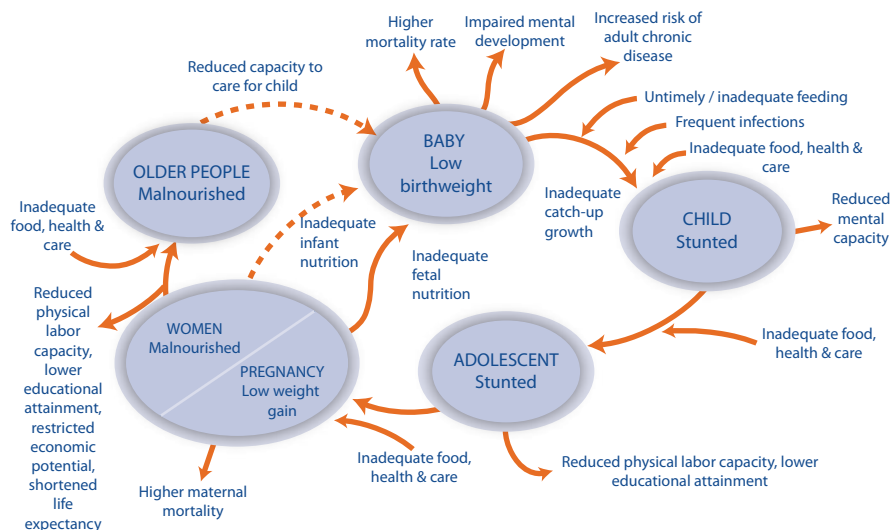 Higher
mortality rate
Impaired mental
development
Increased risk of
adult chronic
disease
Reduced capacity to
care for child
Untimely / inadequate feeding
Frequent infections
Inadequate food, health &
care
BABY
Low
birthweight
OLDER PEOPLE
Malnourished
Inadequate
catch-up
growth
CHILD
Stunted
Reduced
mental
capacity
Inadequate
food, health &
care
Inadequate
infant
nutrition
Inadequate
fetal
nutrition
Reduced
physical
labor
capacity,
lower
educational
attainment,
restricted
economic
potential,
shortened
life
expectancy
WOMEN
Malnourished
PREGNANCY
Low weight
gain
ADOLESCENT
Stunted
Inadequate food,
health & care
Inadequate food,
health & care
Reduced physical labor capacity, lower
educational attainment
Higher maternal
mortality